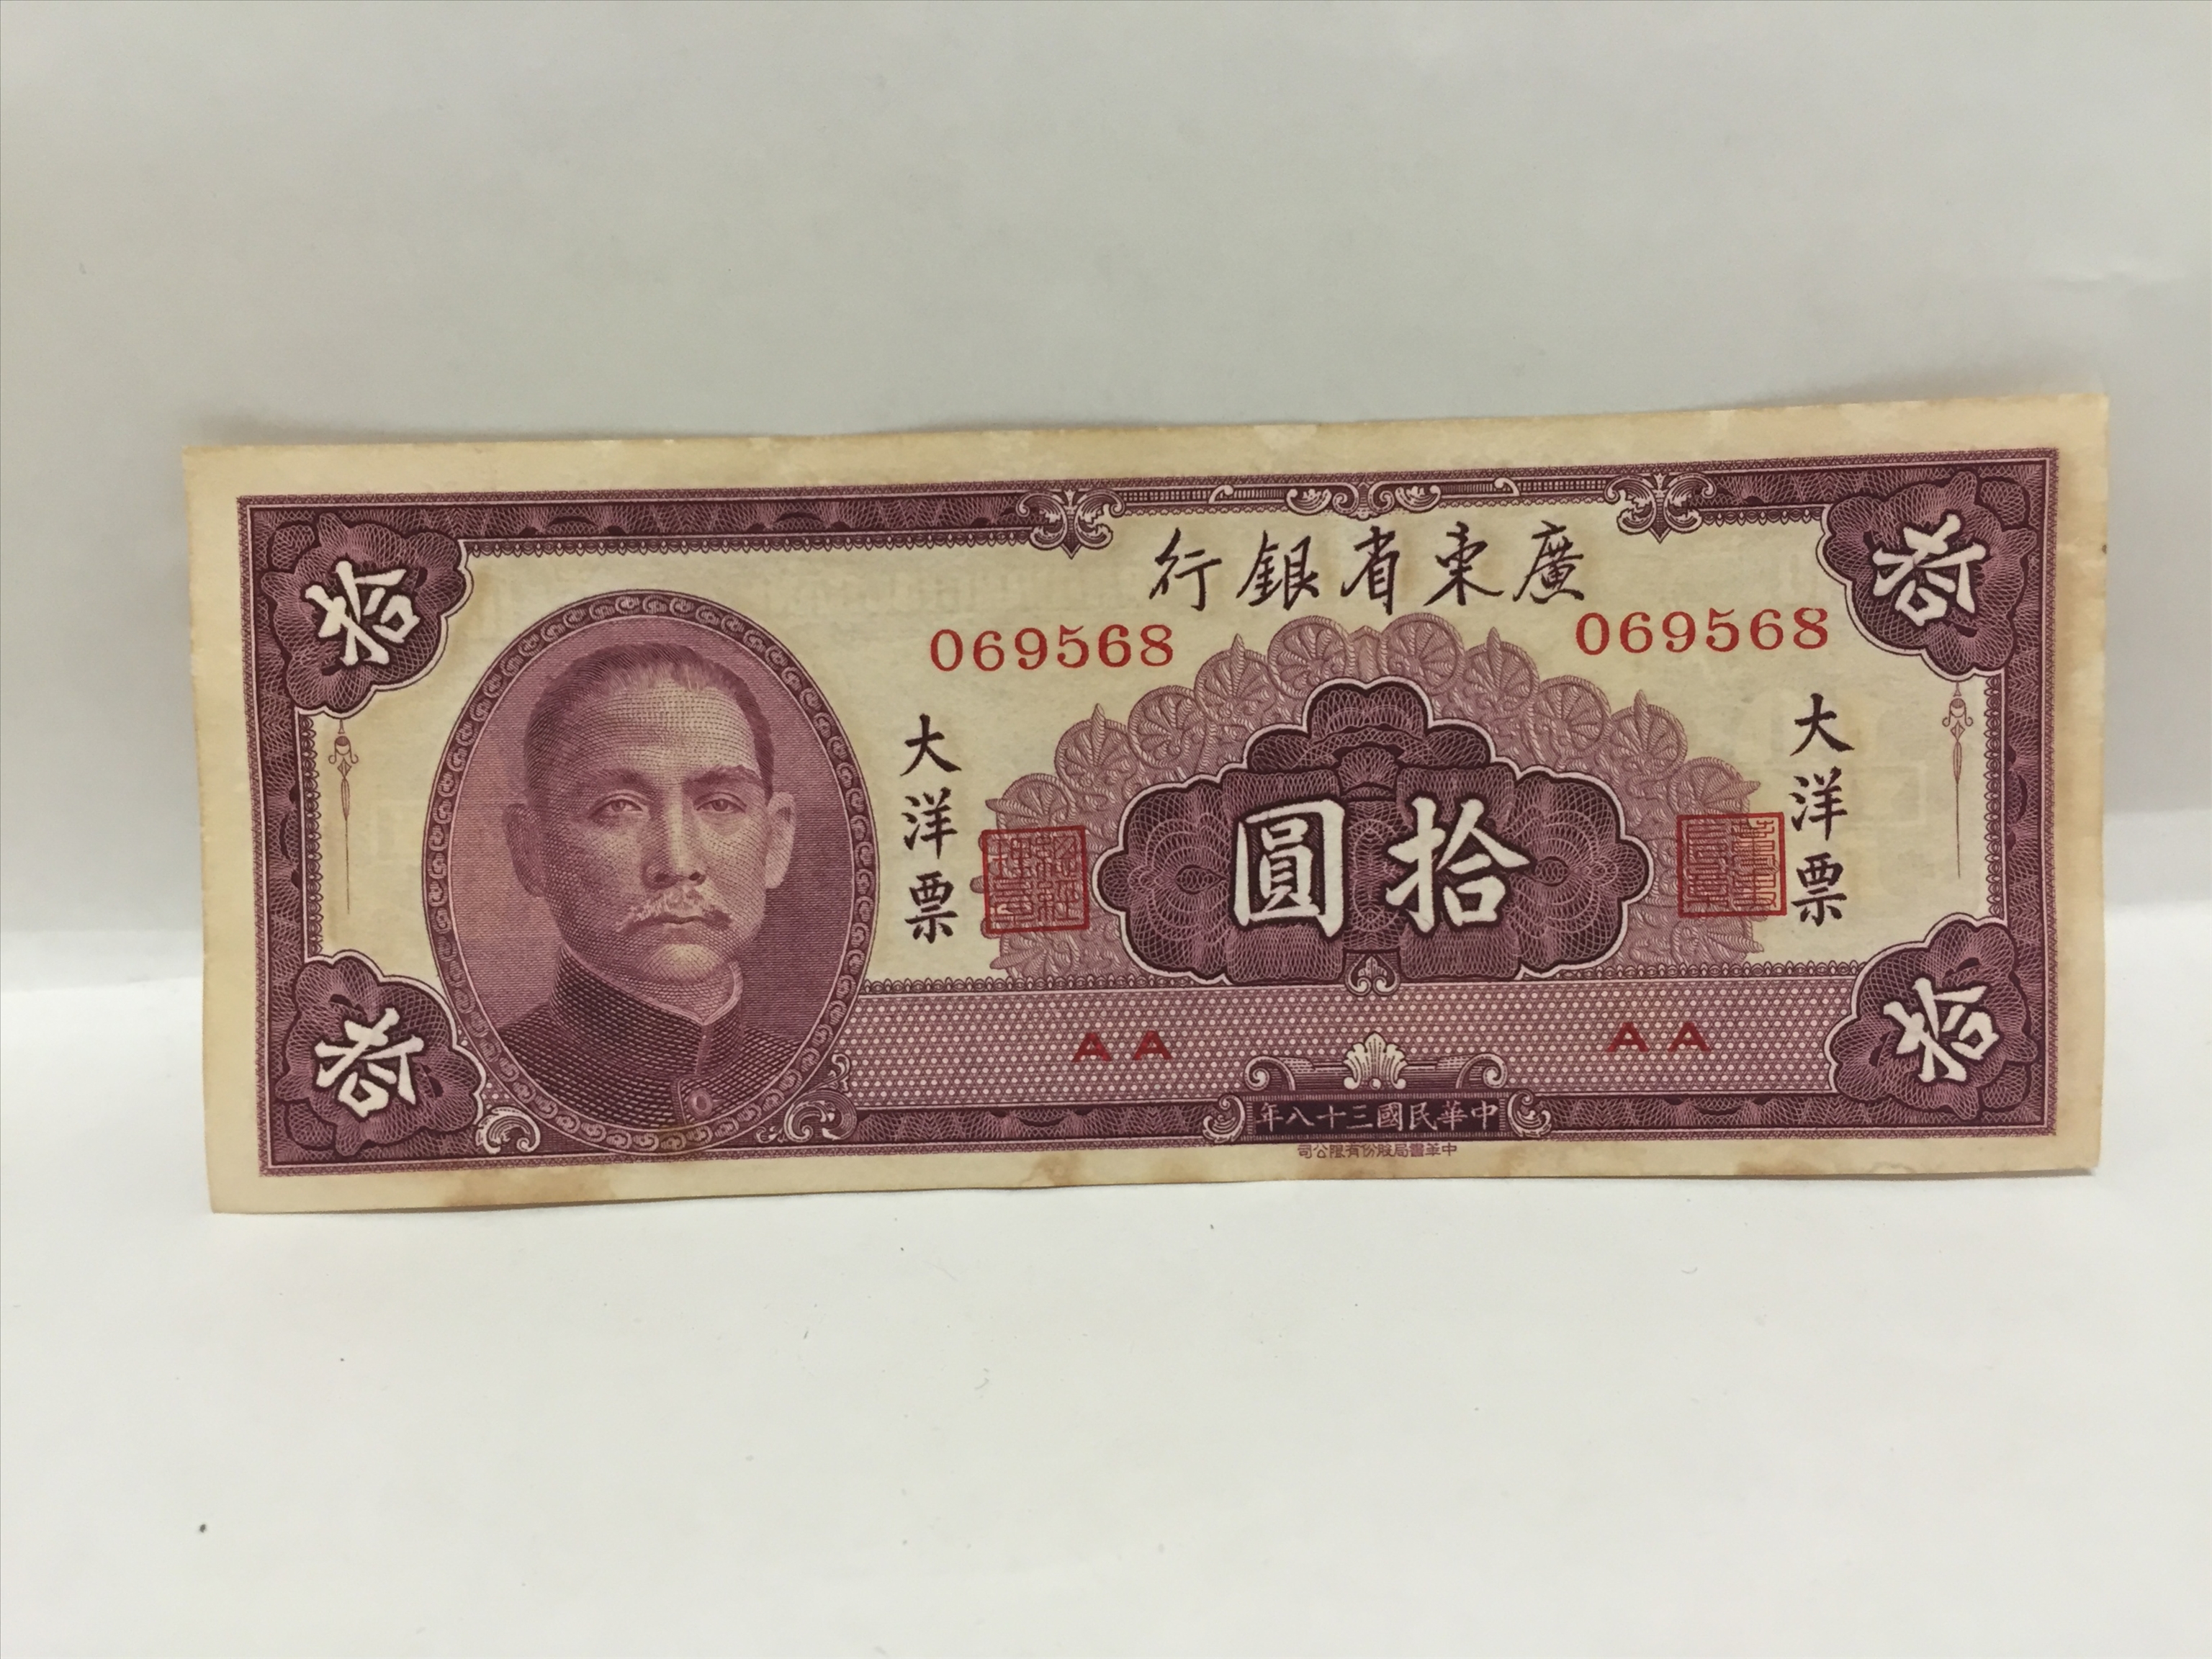 廣東省銀行
069568
069568
大洋票
大洋票
拾圓
拾
拾
拾
拾
AA
AA
中華民國三十八年
中華書局股份有限公司